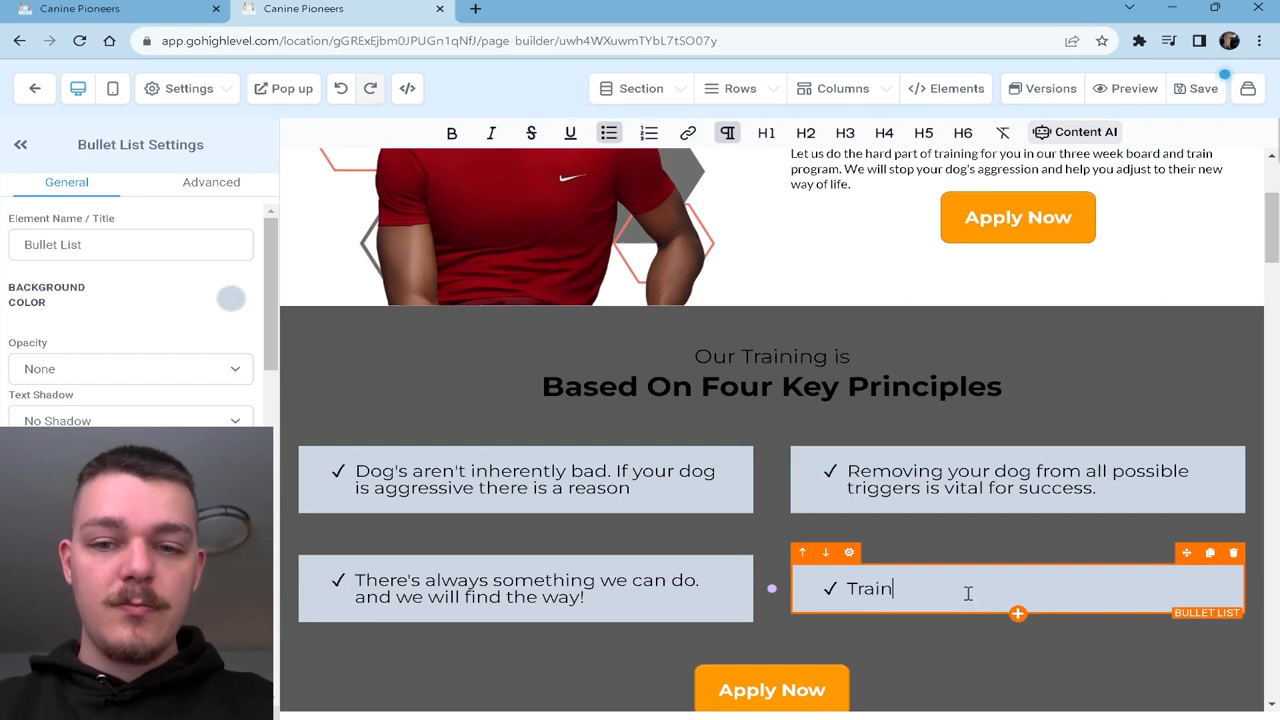 Canine Pioneers
Canine Pioneers
app.gohighlevel.com/location/gGRExEjbm0JPUGn1qNfJ/page-builder/uwh4WXuwmTYbL7tSO07y
Settings
Pop up
Section
Rows
Columns
Elements
Versions
Preview
Save
Bullet List Settings
B I S U H1 H2 H3 H4 H5 H6 Content AI
General
Advanced
Element Name / Title
Bullet List
BACKGROUND
COLOR
Opacity
None
Text Shadow
No Shadow
Let us do the hard part of training for you in our three week board and train
program. We will stop your dog's aggression and help you adjust to their new
way of life.
Apply Now
Our Training is
Based On Four Key Principles
✓ Dog's aren't inherently bad. If your dog
is aggressive there is a reason
✓ Removing your dog from all possible
triggers is vital for success.
✓ There's always something we can do.
and we will find the way!
✓ Train
BULLET LIST
Apply Now